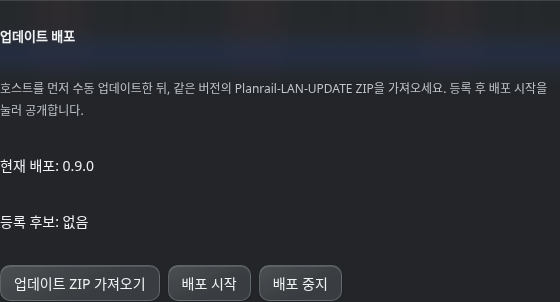 업데이트 배포
호스트를 먼저 수동 업데이트한 뒤, 같은 버전의 Planrail-LAN-UPDATE ZIP을 가져오세요. 등록 후 배포 시작을
눌러 공개합니다.
현재 배포: 0.9.0
등록 후보: 없음
업데이트 ZIP 가져오기 배포 시작 배포 중지